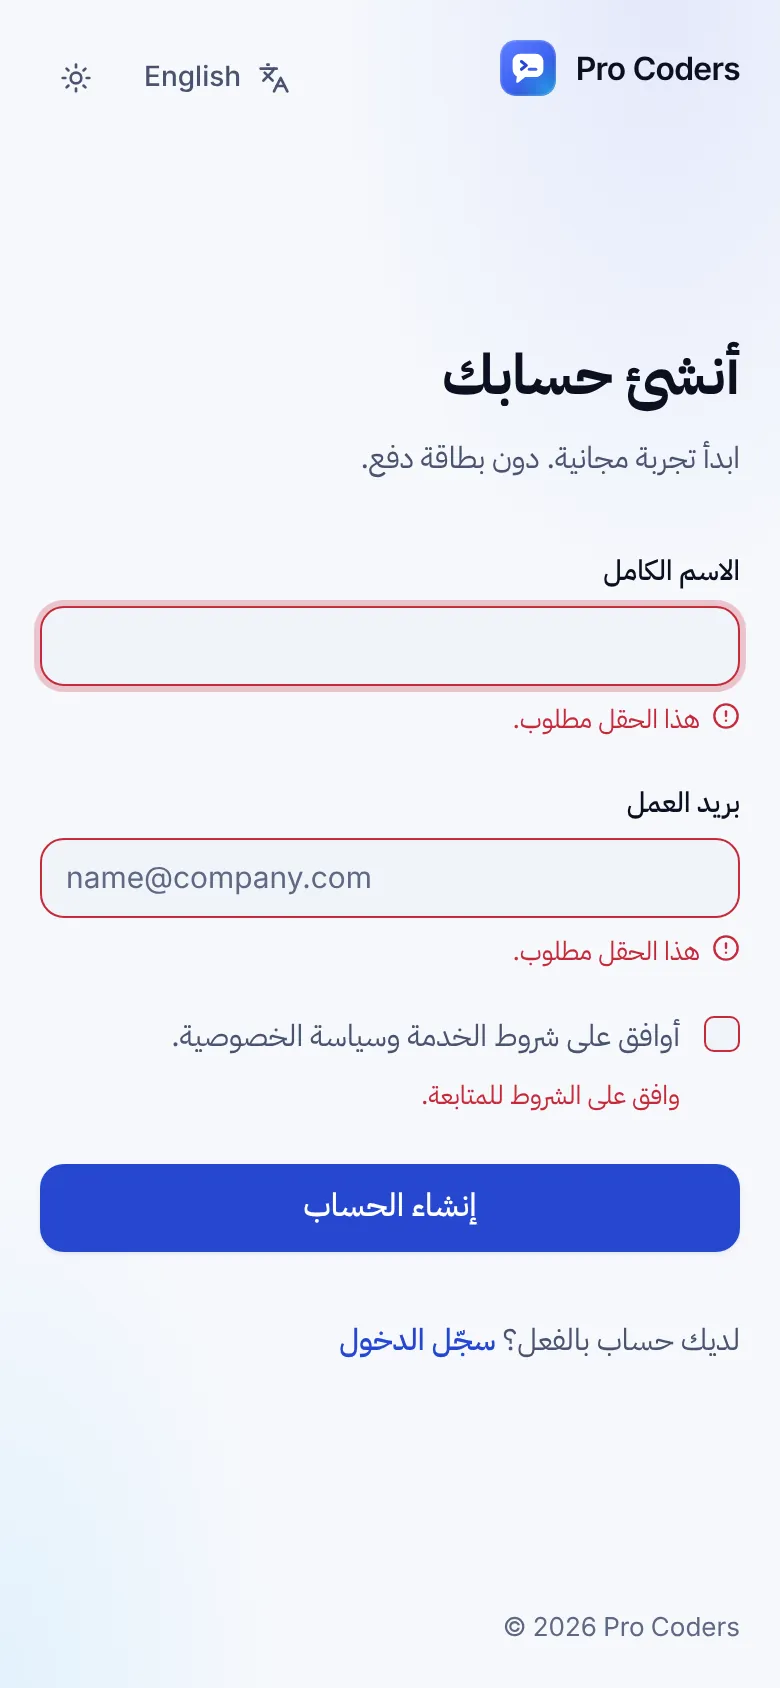 Pro Coders
English
أنشئ حسابك
ابدأ تجربة مجانية. دون بطاقة دفع.
الاسم الكامل
هذا الحقل مطلوب.
بريد العمل
name@company.com
هذا الحقل مطلوب.
أوافق على شروط الخدمة وسياسة الخصوصية.
وافق على الشروط للمتابعة.
إنشاء الحساب
لديك حساب بالفعل؟ سجّل الدخول
© 2026 Pro Coders